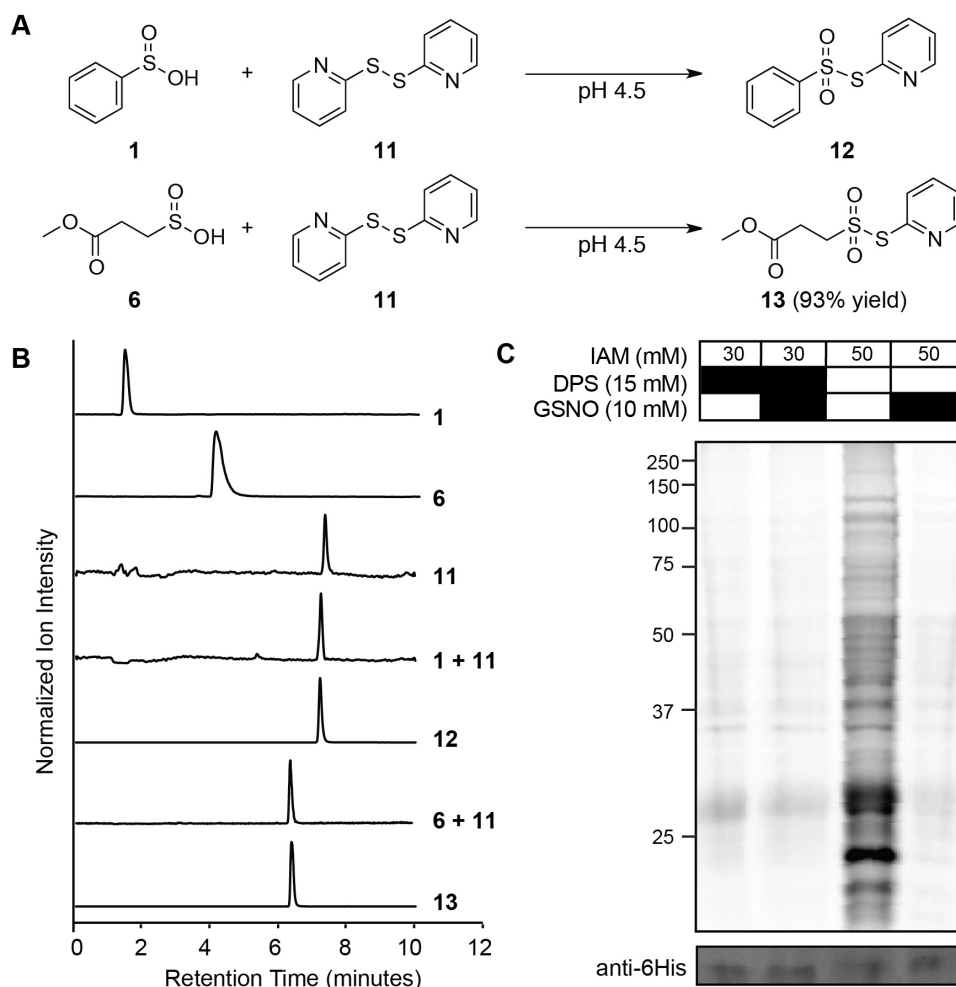 A
O
S
OH
+
N
S
S
N
pH 4.5
O
S
S
O
N
1
11
12
O
O
S
O
OH
+
N
S
S
N
pH 4.5
O
O
O
S
S
O
N
6
11
13 (93% yield)
B
Normalized Ion Intensity
1
6
11
1 + 11
12
6 + 11
13
0 2 4 6 8 10 12
Retention Time (minutes)
C
IAM (mM) 30 30 50 50
DPS (15 mM)
GSNO (10 mM)
250
150
100
75
50
37
25
anti-6His